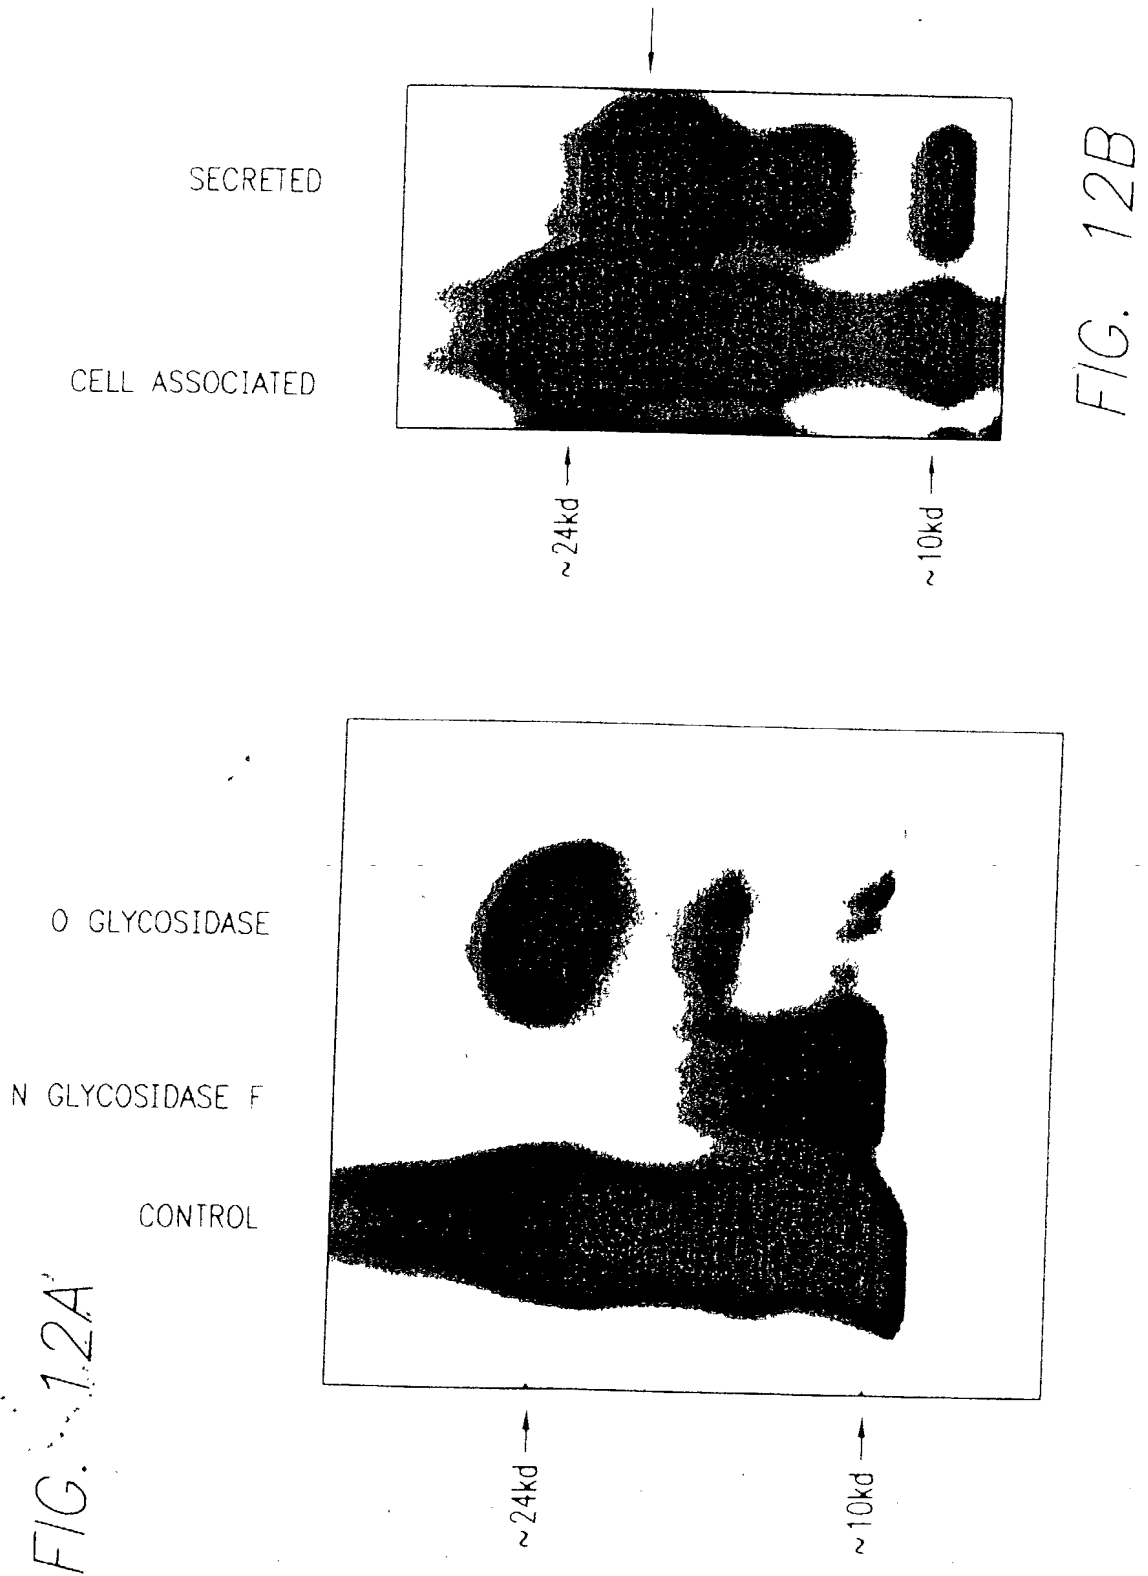 SECRETED
CELL ASSOCIATED
~24kd
~10kd
FIG. 12B
O GLYCOSIDASE
N GLYCOSIDASE F
CONTROL
~24kd
~10kd
FIG. 12A